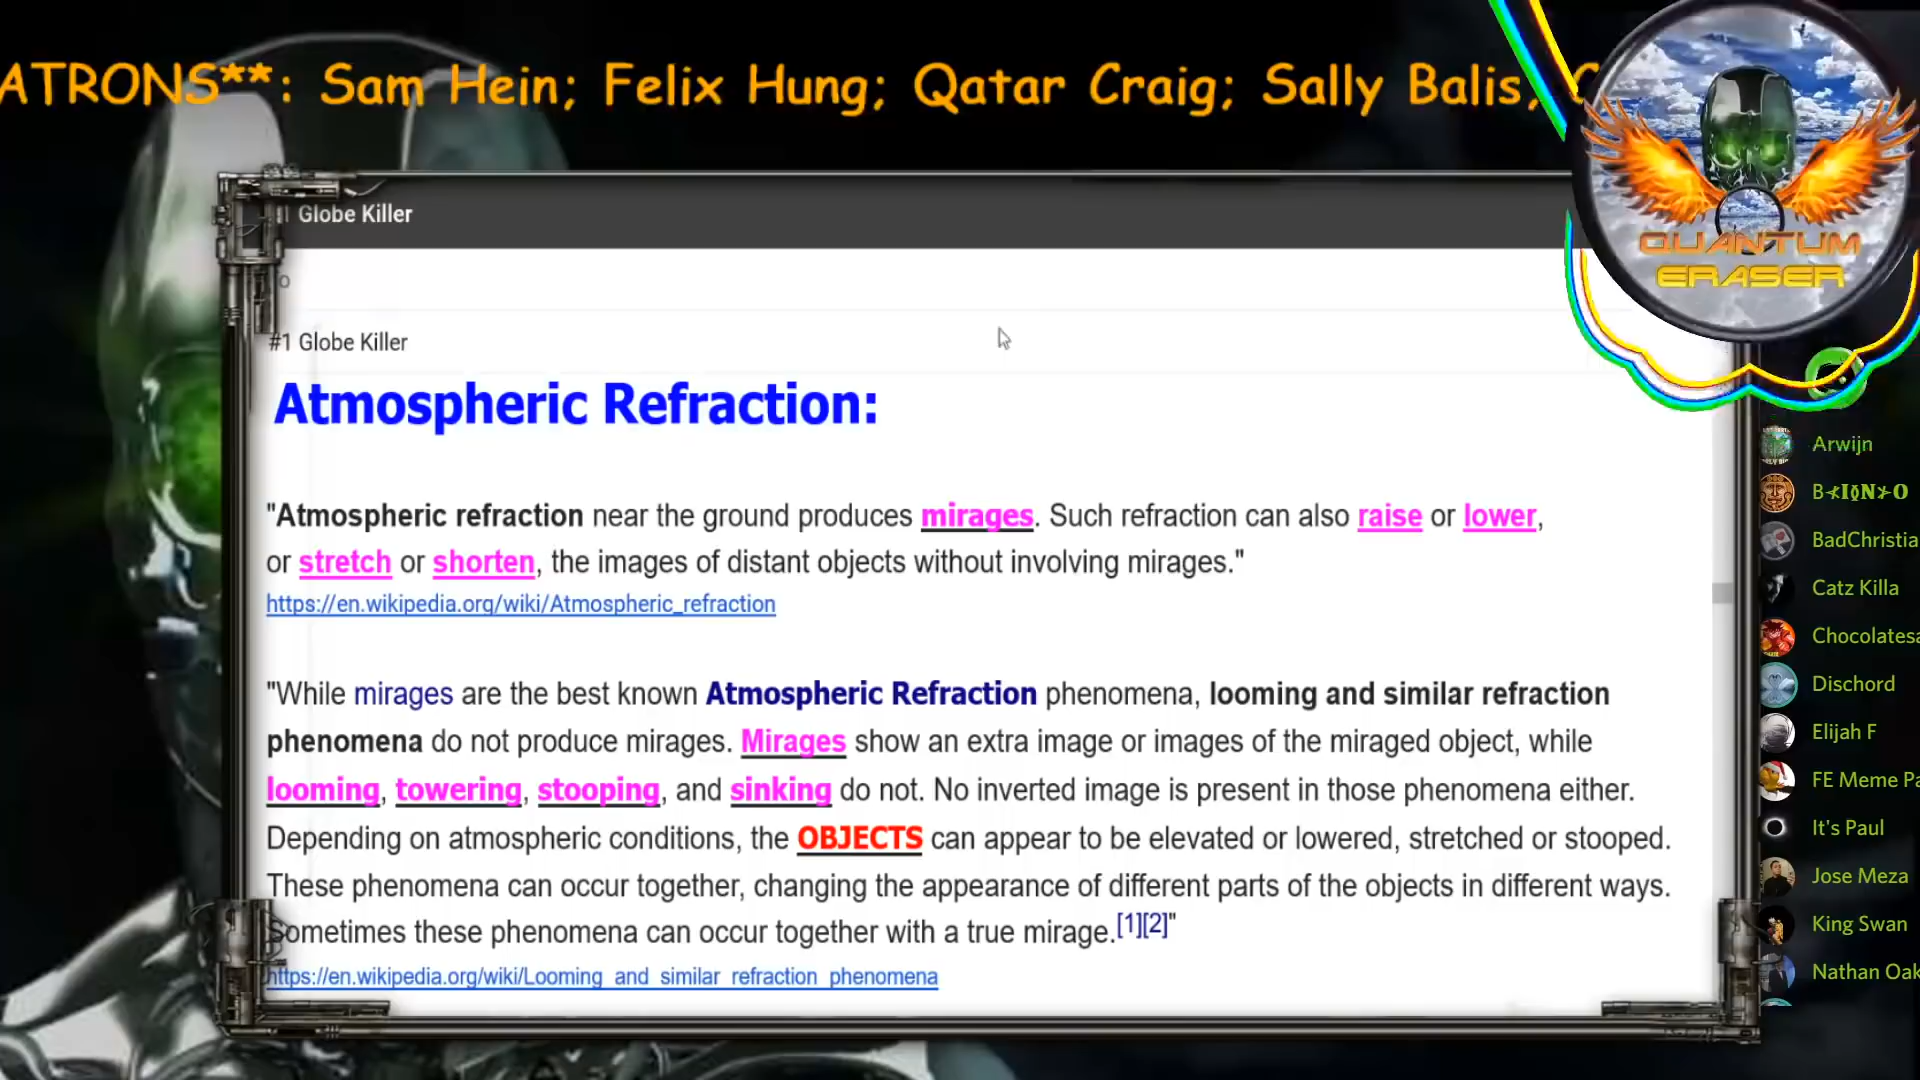 ATRONS**: Sam Hein; Felix Hung; Qatar Craig; Sally Balis,
Globe Killer
#1 Globe Killer
Atmospheric Refraction:
"Atmospheric refraction near the ground produces mirages. Such refraction can also raise or lower,
or stretch or shorten, the images of distant objects without involving mirages."
https://en.wikipedia.org/wiki/Atmospheric_refraction
"While mirages are the best known Atmospheric Refraction phenomena, looming and similar refraction
phenomena do not produce mirages. Mirages show an extra image or images of the miraged object, while
looming, towering, stooping, and sinking do not. No inverted image is present in those phenomena either.
Depending on atmospheric conditions, the OBJECTS can appear to be elevated or lowered, stretched or stooped.
These phenomena can occur together, changing the appearance of different parts of the objects in different ways.
Sometimes these phenomena can occur together with a true mirage.[1][2]"
https://en.wikipedia.org/wiki/Looming_and_similar_refraction_phenomena
QUANTUM
ERASER
Arwijn
BadChristia
Catz Killa
Chocolatesa
Dischord
Elijah F
FE Meme Pa
It's Paul
Jose Meza
King Swan
Nathan Oak